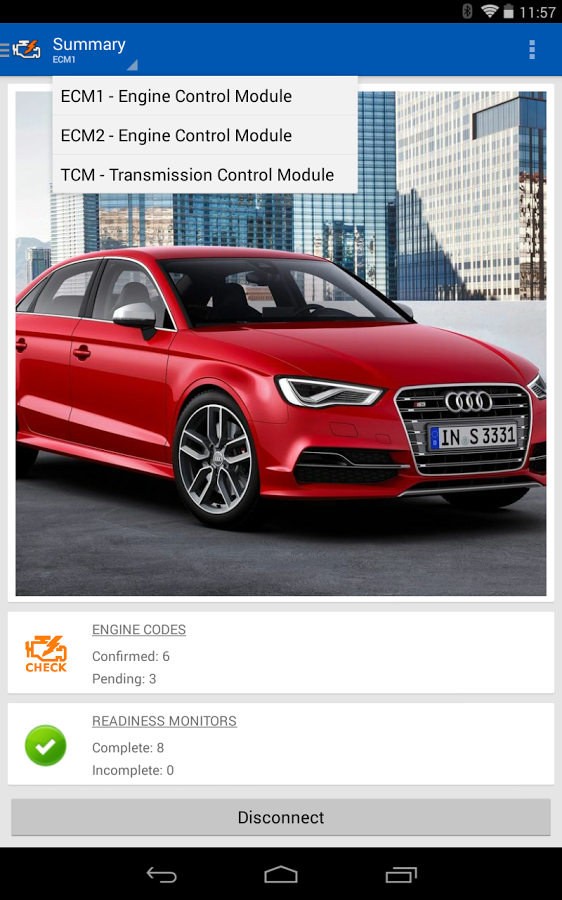 11:57
Summary
ECM1
ECM1 - Engine Control Module
ECM2 - Engine Control Module
TCM - Transmission Control Module
IN S 3331
ENGINE CODES
Confirmed: 6
CHECK
Pending: 3
READINESS MONITORS
Complete: 8
Incomplete: 0
Disconnect